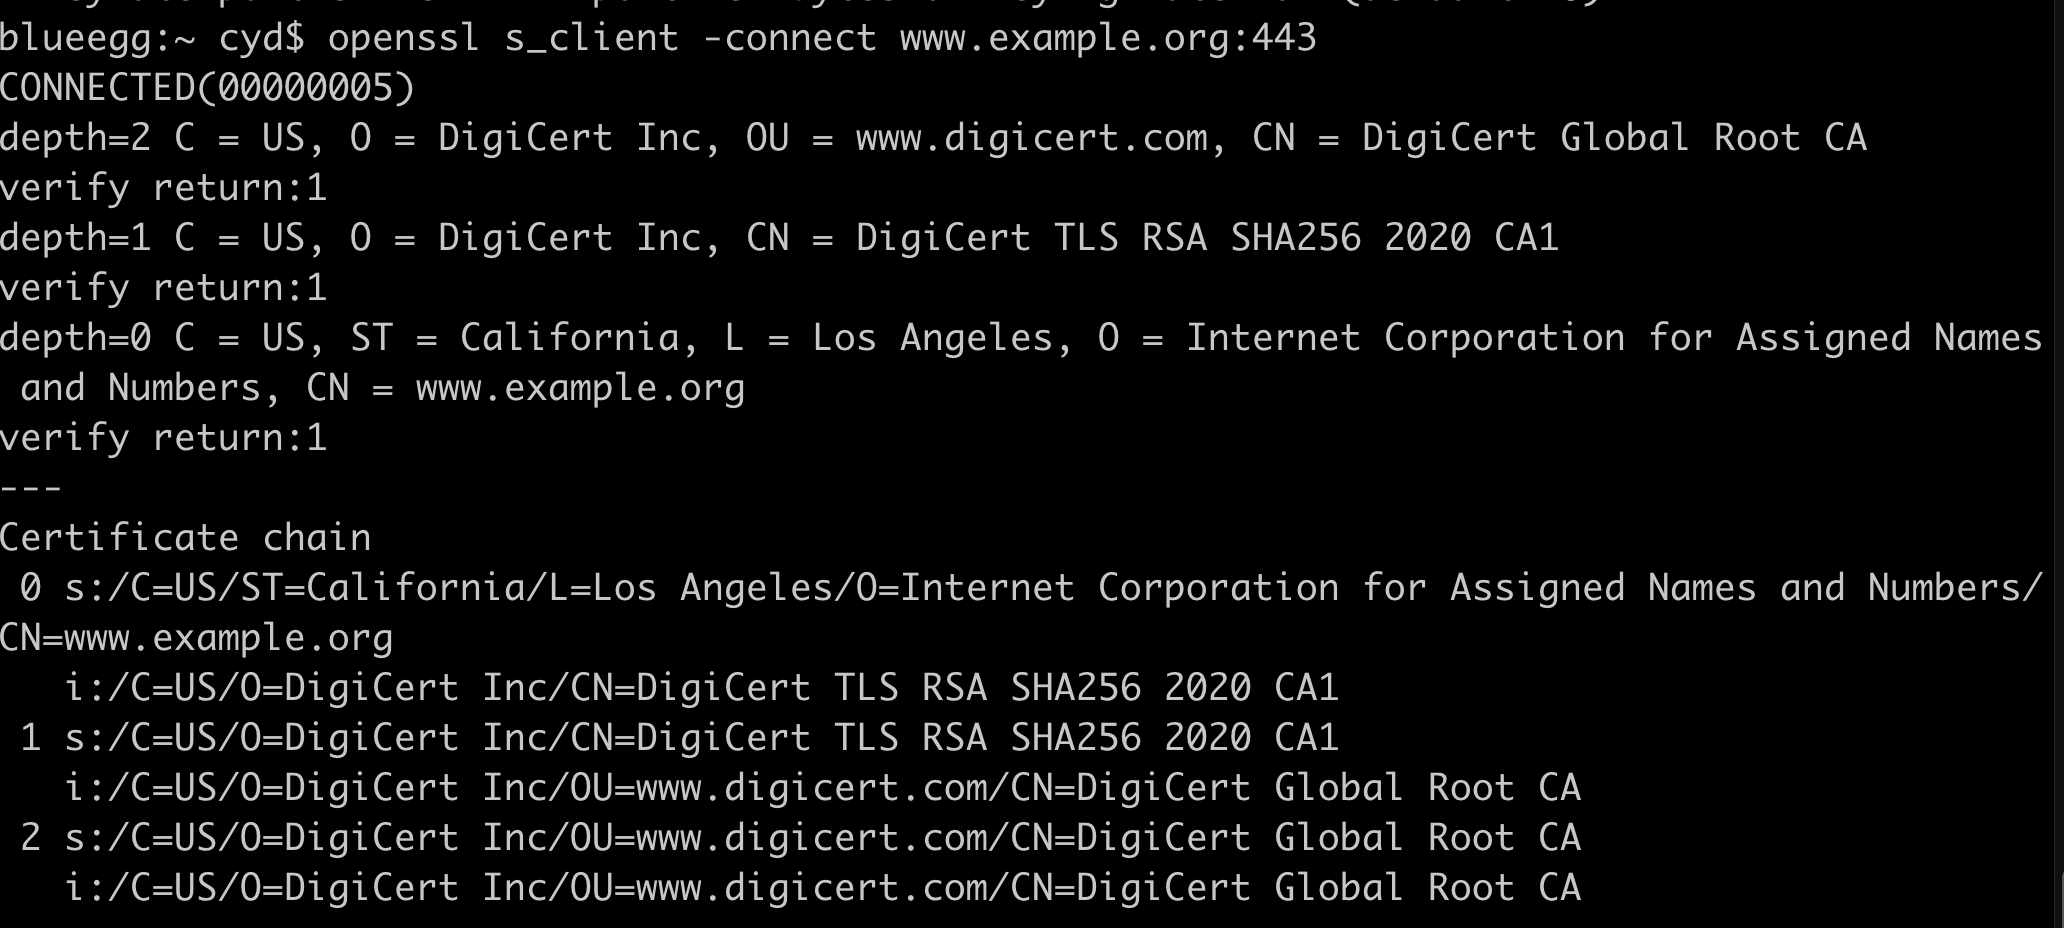 blueegg:~ cyd$ openssl s_client -connect www.example.org:443
CONNECTED(00000005)
depth=2 C = US, O = DigiCert Inc, OU = www.digicert.com, CN = DigiCert Global Root CA
verify return:1
depth=1 C = US, O = DigiCert Inc, CN = DigiCert TLS RSA SHA256 2020 CA1
verify return:1
depth=0 C = US, ST = California, L = Los Angeles, O = Internet Corporation for Assigned Names
 and Numbers, CN = www.example.org
verify return:1
---
Certificate chain
 0 s:/C=US/ST=California/L=Los Angeles/O=Internet Corporation for Assigned Names and Numbers/
CN=www.example.org
   i:/C=US/O=DigiCert Inc/CN=DigiCert TLS RSA SHA256 2020 CA1
 1 s:/C=US/O=DigiCert Inc/CN=DigiCert TLS RSA SHA256 2020 CA1
   i:/C=US/O=DigiCert Inc/OU=www.digicert.com/CN=DigiCert Global Root CA
 2 s:/C=US/O=DigiCert Inc/OU=www.digicert.com/CN=DigiCert Global Root CA
   i:/C=US/O=DigiCert Inc/OU=www.digicert.com/CN=DigiCert Global Root CA